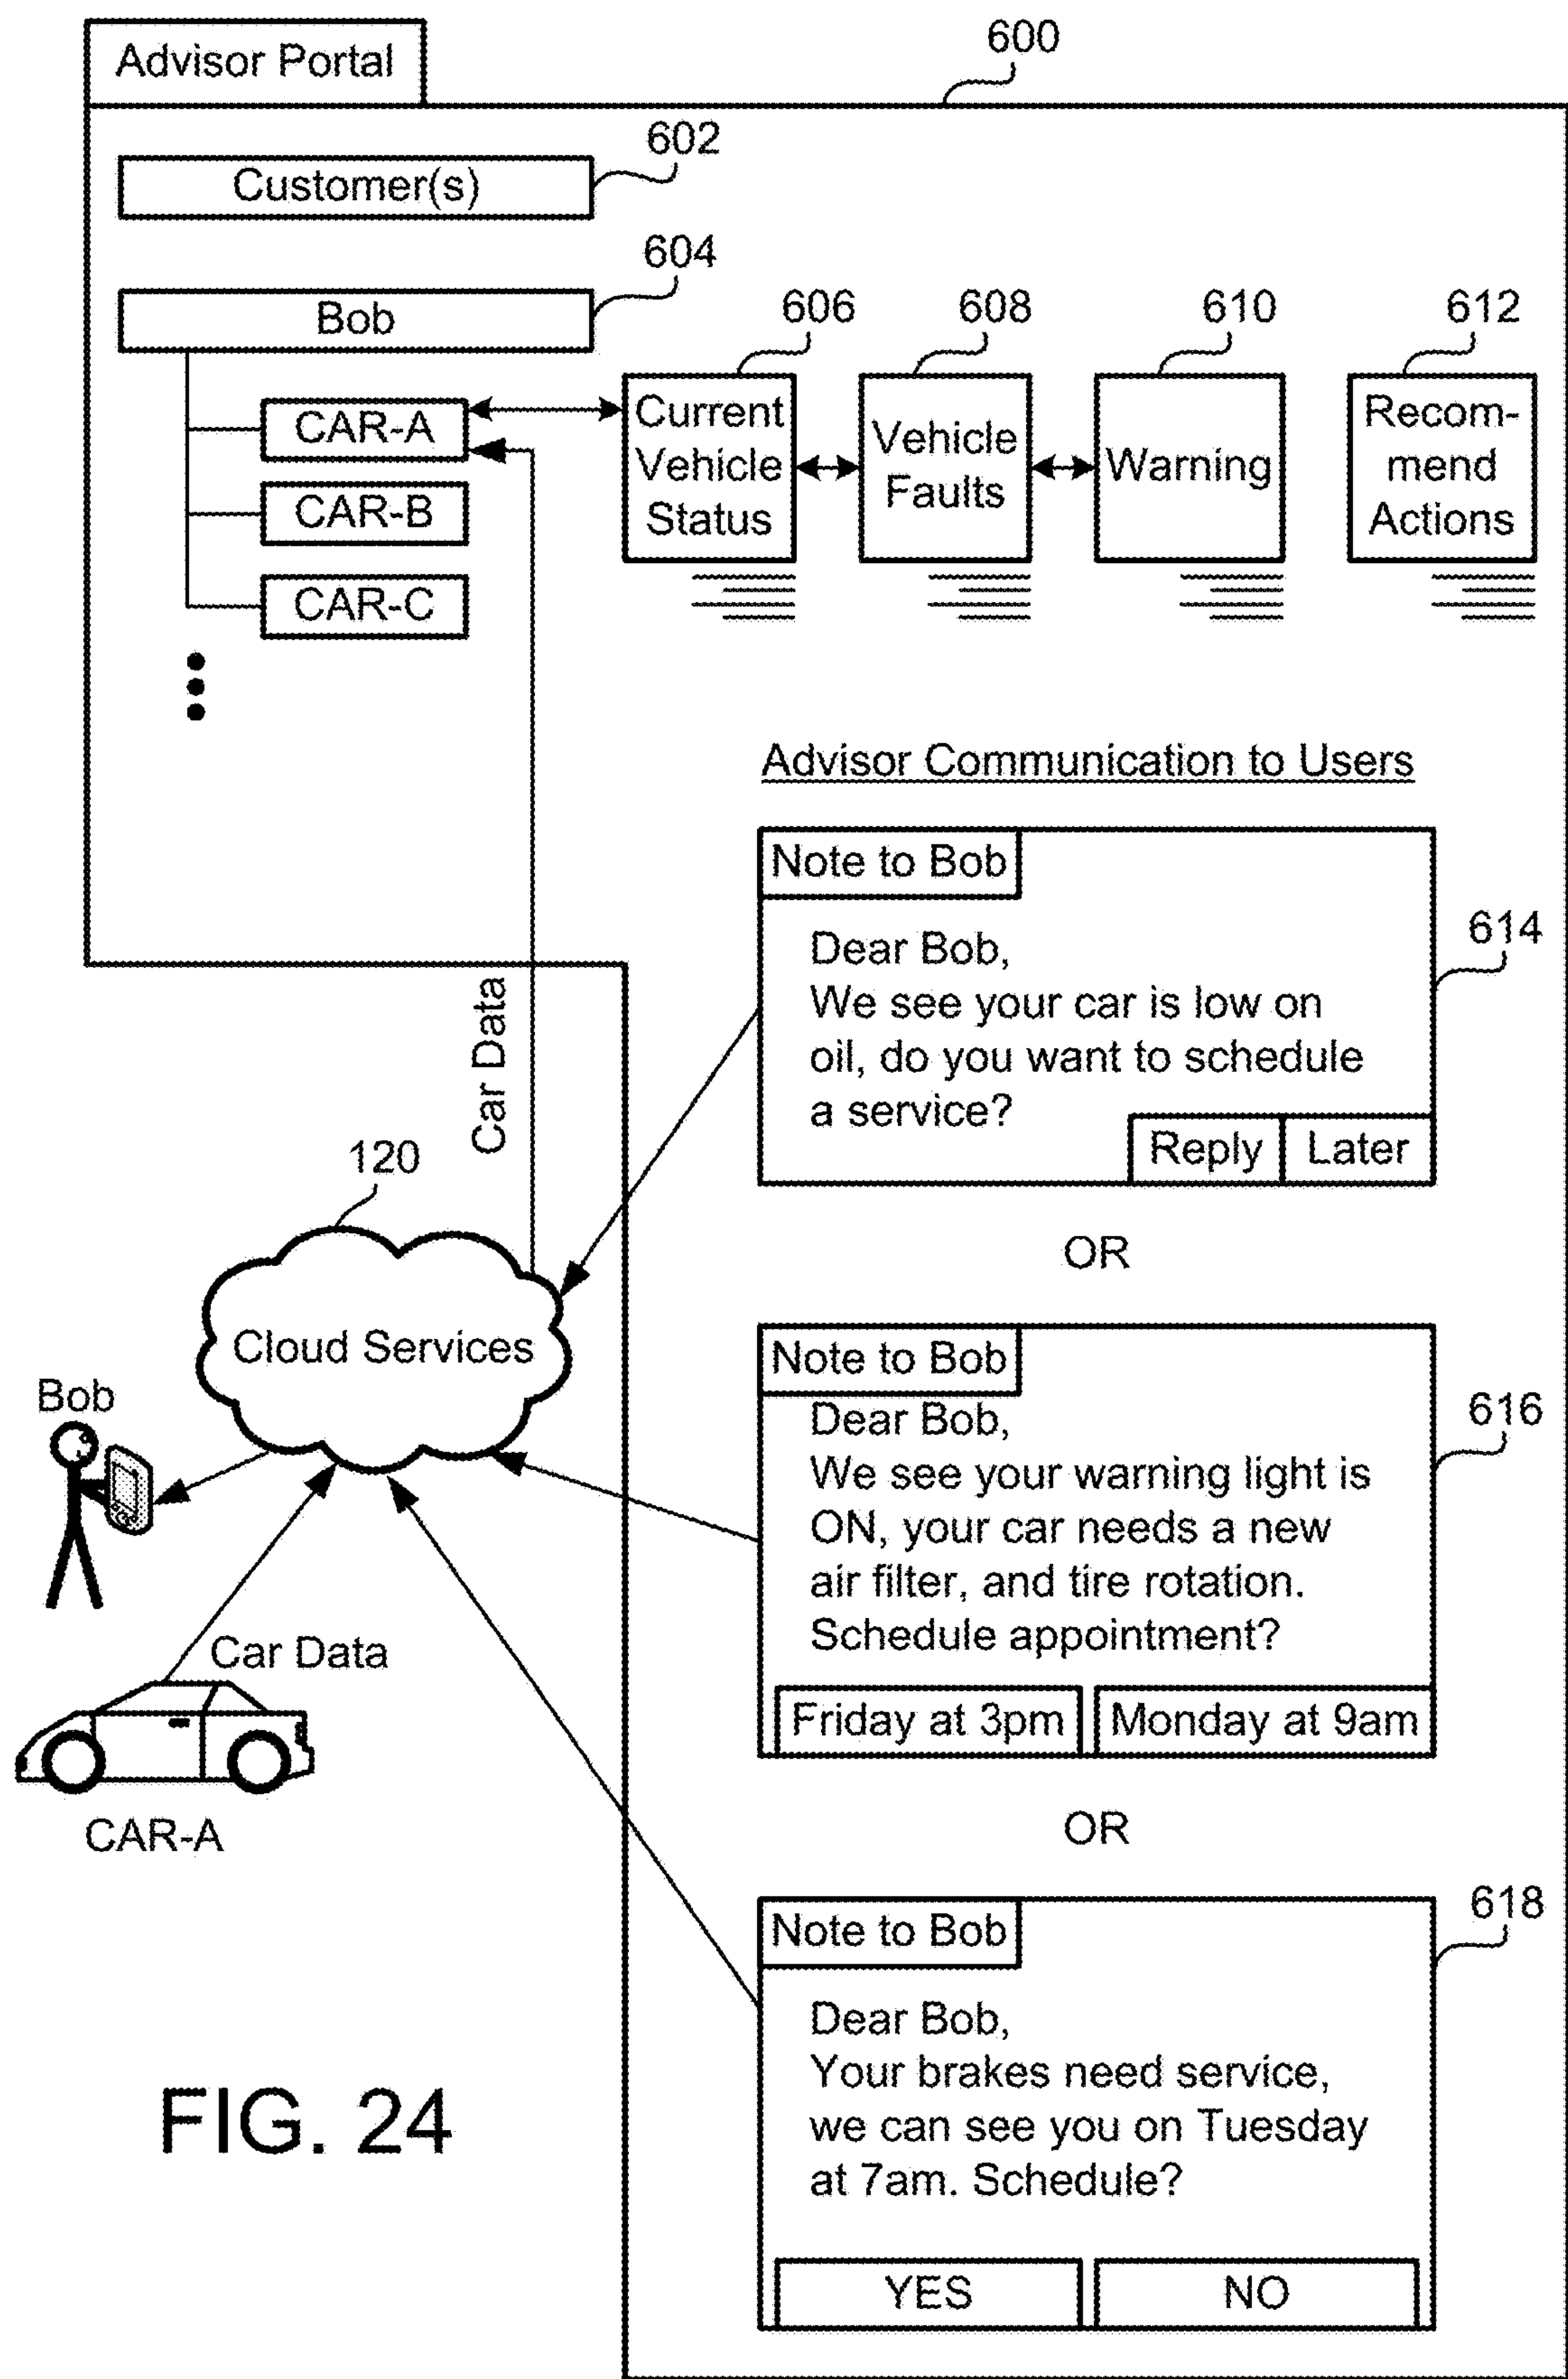 Advisor Portal
600
602
Customer(s)
604
Bob
606
608
610
612
CAR-A
CAR-B
CAR-C
Current
Vehicle
Status
Vehicle
Faults
Warning
Recom-
mend
Actions
Advisor Communication to Users
Note to Bob
614
Dear Bob,
We see your car is low on
oil, do you want to schedule
a service?
Reply
Later
Car Data
OR
120
Cloud Services
Bob
Car Data
CAR-A
Note to Bob
616
Dear Bob,
We see your warning light is
ON, your car needs a new
air filter, and tire rotation.
Schedule appointment?
Friday at 3pm
Monday at 9am
OR
Note to Bob
618
Dear Bob,
Your brakes need service,
we can see you on Tuesday
at 7am. Schedule?
YES
NO
FIG. 24